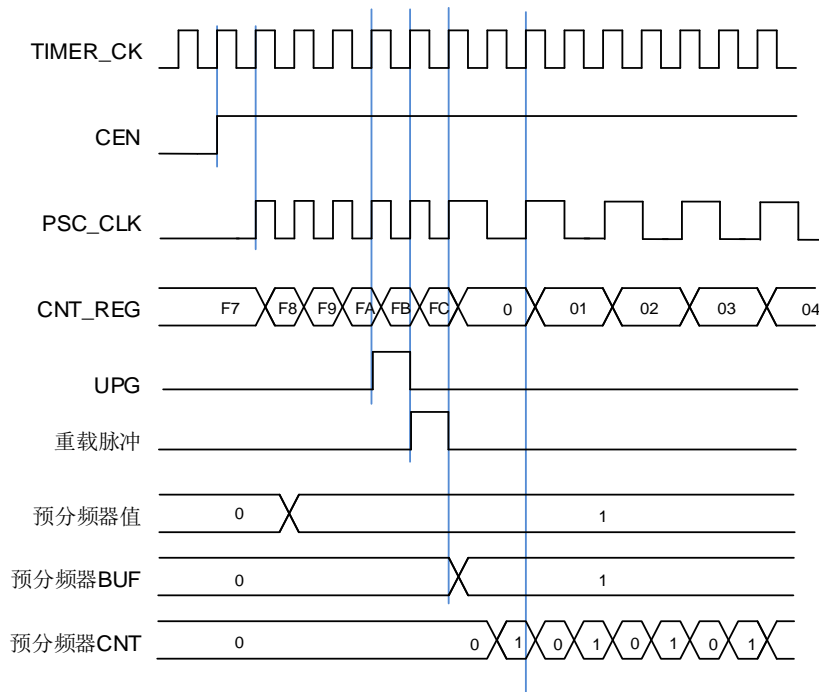 TIMER_CK
CEN
PSC_CLK
CNT_REG F7 F8 F9 FA FB FC 0 01 02 03 04
UPG
重载脉冲
预分频器值 0 1
预分频器BUF 0 1
预分频器CNT 0 0 1 0 1 0 1 0 1